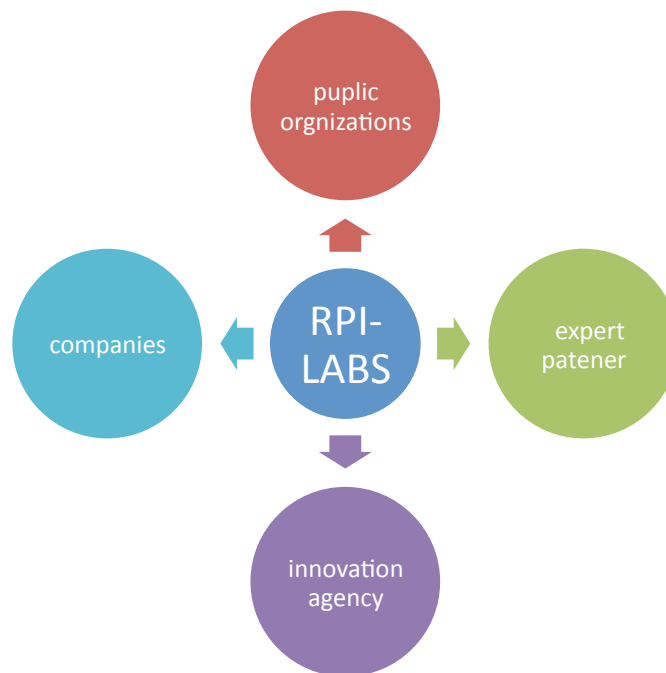 puplic
orgnizations
companies
RPI-
LABS
expert
patener
innovation
agency